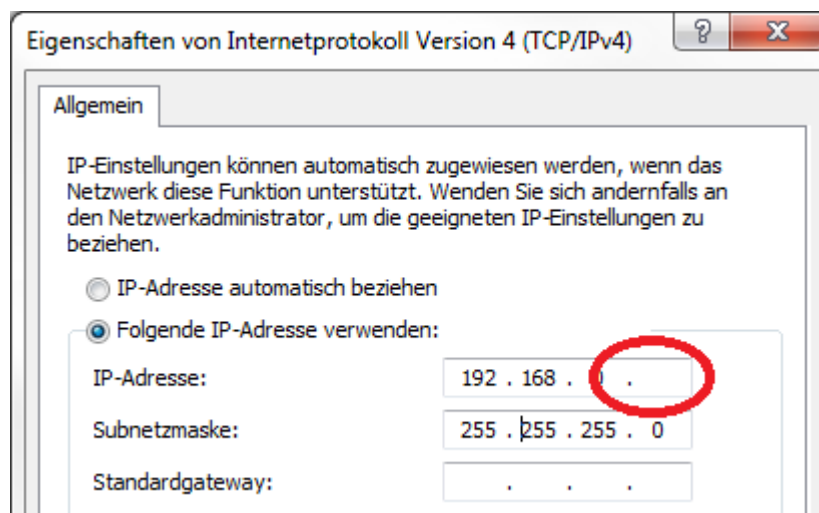 Eigenschaften von Internetprotokoll Version 4 (TCP/IPv4)
Allgemein
IP-Einstellungen können automatisch zugewiesen werden, wenn das
Netzwerk diese Funktion unterstützt. Wenden Sie sich andernfalls an
den Netzwerkadministrator, um die geeigneten IP-Einstellungen zu
beziehen.
IP-Adresse automatisch beziehen
Folgende IP-Adresse verwenden:
IP-Adresse: 192 . 168 . .
Subnetzmaske: 255 . 255 . 255 . 0
Standardgateway: . . .